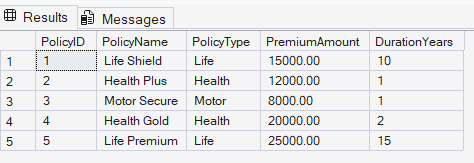 Results Messages
PolicyID PolicyName PolicyType PremiumAmount DurationYears
1 1 Life Shield Life 15000.00 10
2 2 Health Plus Health 12000.00 1
3 3 Motor Secure Motor 8000.00 1
4 4 Health Gold Health 20000.00 2
5 5 Life Premium Life 25000.00 15